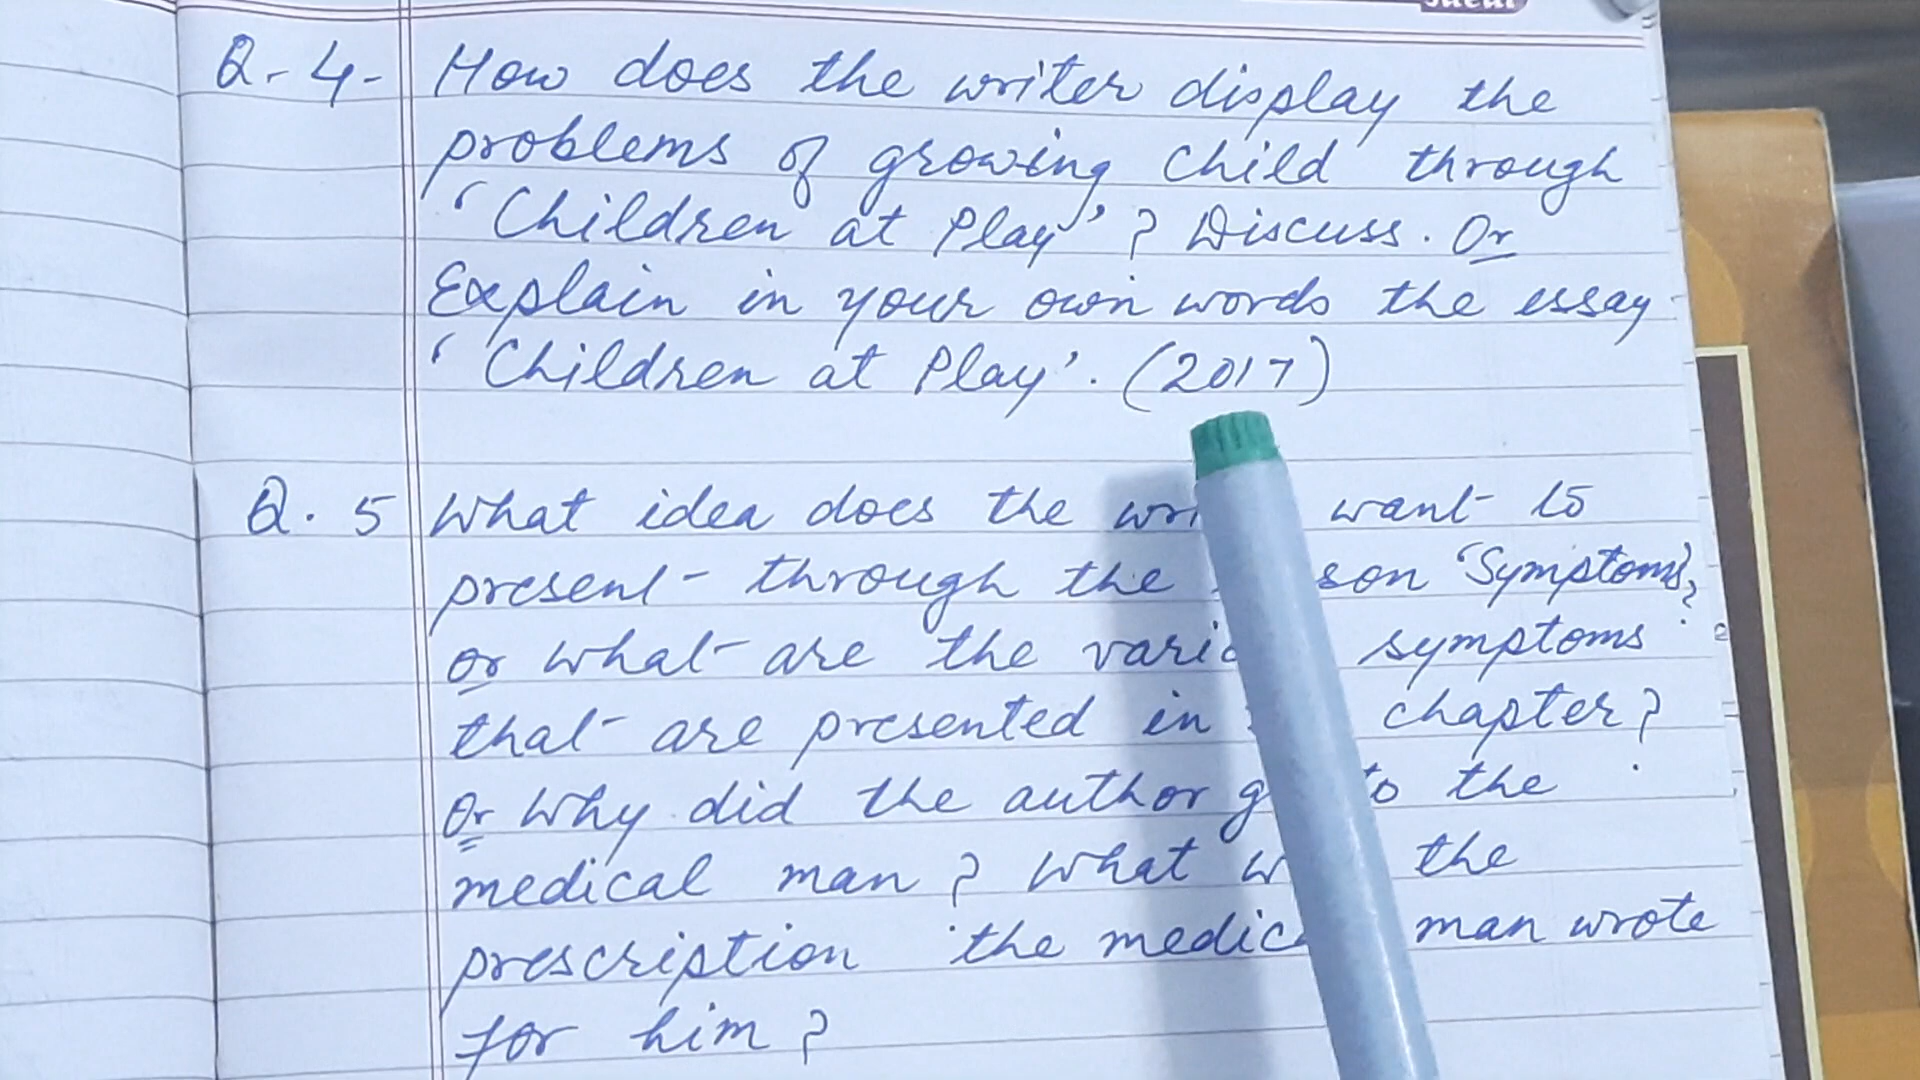 Q. 4- How does the writer display the
problems of growing child through
'Children at Play'? Discuss. Or
Explain in your own words the essay
'Children at Play'. (2017)
Q. 5 What idea does the want to
present through the 'Symptoms'?
or what are the symptoms
that are presented in chapter?
Or Why did the author to the
medical man? What the
prescription the man wrote
for him?